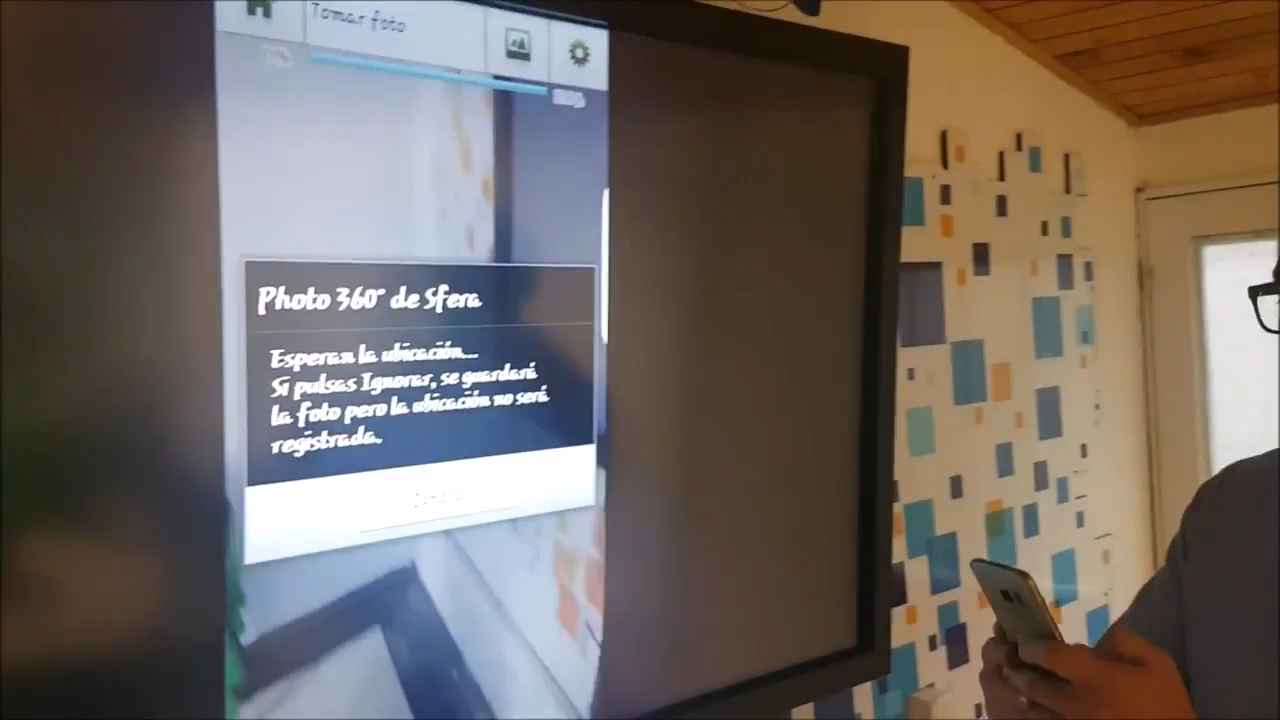 Tomar foto
Photo 360° de Sfera
Esperan la ubicación...
Si pulsas Ignorar, se guardará
la foto pero la ubicación no será
registrada.